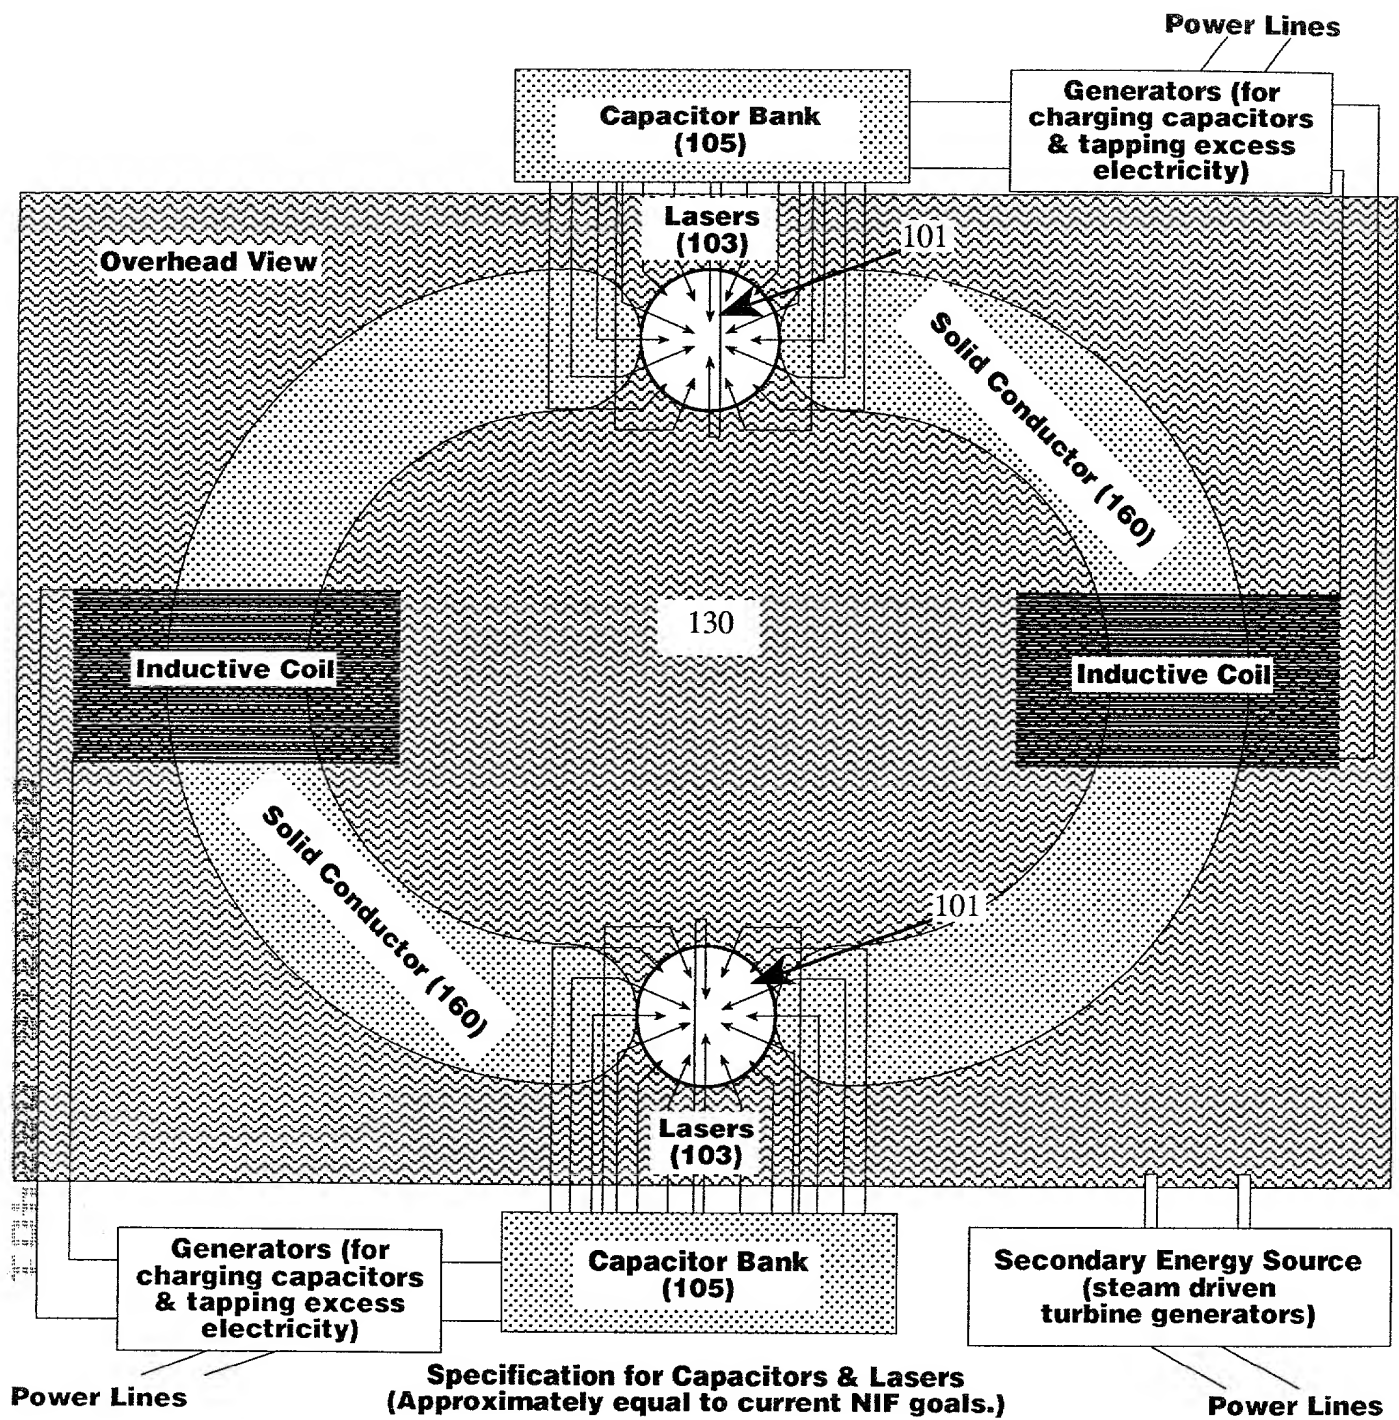 Power Lines
Capacitor Bank
(105)
Generators (for
charging capacitors
& tapping excess
electricity)
Lasers
(103)
101
Overhead View
Solid Conductor (160)
130
Inductive Coil
Inductive Coil
Solid Conductor (160)
101
Lasers
(103)
Generators (for
charging capacitors
& tapping excess
electricity)
Capacitor Bank
(105)
Secondary Energy Source
(steam driven
turbine generators)
Specification for Capacitors & Lasers
(Approximately equal to current NIF goals.)
Power Lines
Power Lines